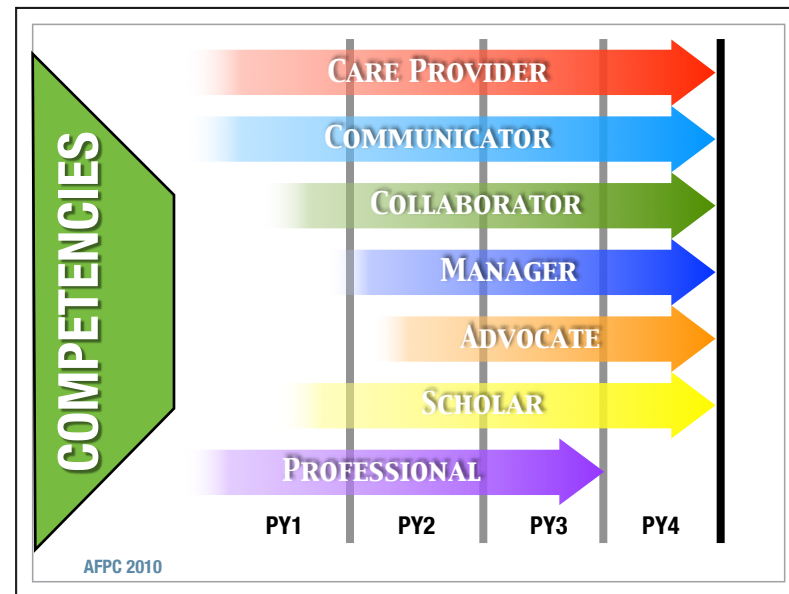 COMPETENCIES
CARE PROVIDER
COMMUNICATOR
COLLABORATOR
MANAGER
ADVOCATE
SCHOLAR
PROFESSIONAL
PY1 PY2 PY3 PY4
AFPC 2010